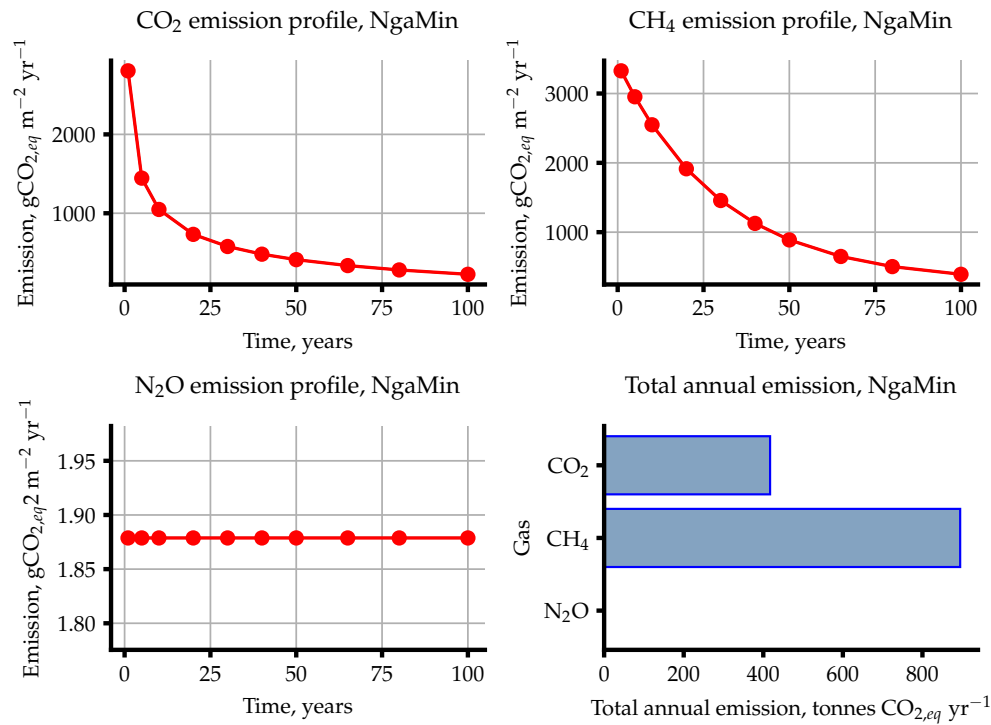 CO₂ emission profile, NgaMin
Emission, gCO₂,eq m⁻² yr⁻¹
2000
1000
0 25 50 75 100
Time, years
CH₄ emission profile, NgaMin
Emission, gCO₂,eq m⁻² yr⁻¹
3000
2000
1000
0 25 50 75 100
Time, years
N₂O emission profile, NgaMin
Emission, gCO₂,eq2 m⁻² yr⁻¹
1.95
1.90
1.85
1.80
0 25 50 75 100
Time, years
Total annual emission, NgaMin
Gas
CO₂
CH₄
N₂O
0 200 400 600 800
Total annual emission, tonnes CO₂,eq yr⁻¹